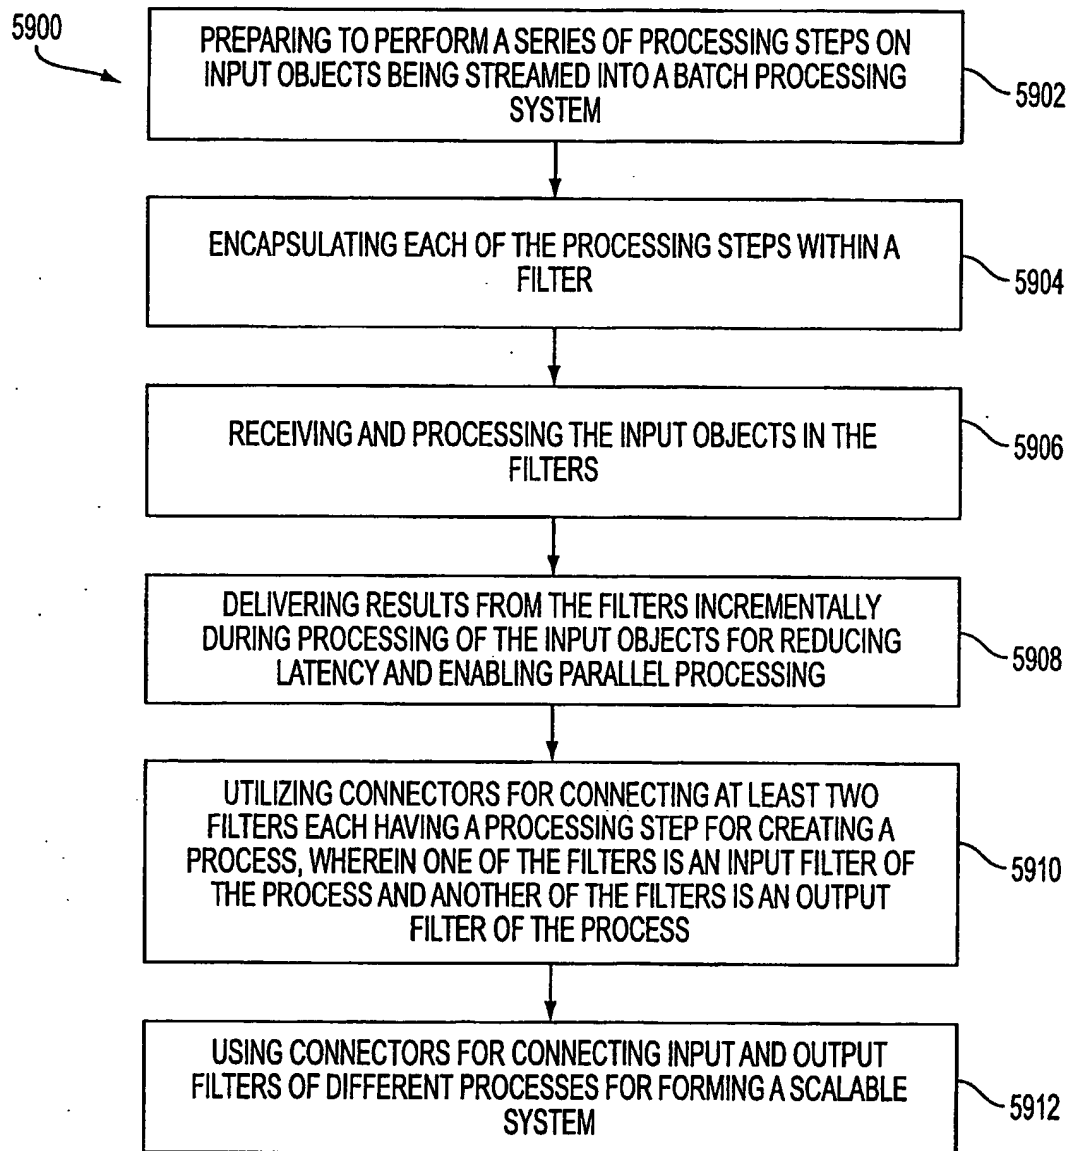 5900
PREPARING TO PERFORM A SERIES OF PROCESSING STEPS ON
INPUT OBJECTS BEING STREAMED INTO A BATCH PROCESSING
SYSTEM
5902
ENCAPSULATING EACH OF THE PROCESSING STEPS WITHIN A
FILTER
5904
RECEIVING AND PROCESSING THE INPUT OBJECTS IN THE
FILTERS
5906
DELIVERING RESULTS FROM THE FILTERS INCREMENTALLY
DURING PROCESSING OF THE INPUT OBJECTS FOR REDUCING
LATENCY AND ENABLING PARALLEL PROCESSING
5908
UTILIZING CONNECTORS FOR CONNECTING AT LEAST TWO
FILTERS EACH HAVING A PROCESSING STEP FOR CREATING A
PROCESS, WHEREIN ONE OF THE FILTERS IS AN INPUT FILTER OF
THE PROCESS AND ANOTHER OF THE FILTERS IS AN OUTPUT
FILTER OF THE PROCESS
5910
USING CONNECTORS FOR CONNECTING INPUT AND OUTPUT
FILTERS OF DIFFERENT PROCESSES FOR FORMING A SCALABLE
SYSTEM
5912